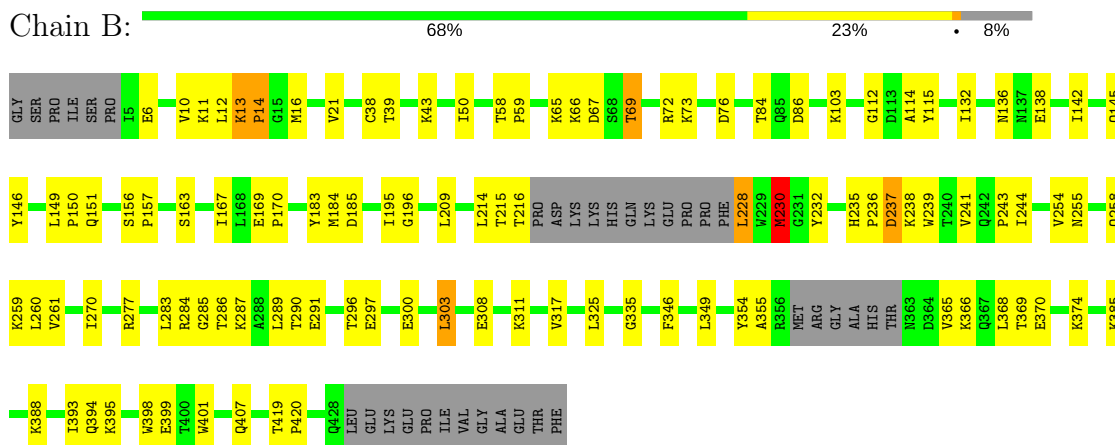 Chain B:
68% 23% • 8%
GLY SER PRO ILE SER PRO I5 E6 V10 K11 L12 K13 P14 G15 M16 V21 C38 T39 K43 I50 T58 P59 K65 K66 D67 S68 T69 R72 K73 D76 T84 Q85 D86 K103 G112 D113 A114 Y115 I132 N136 N137 E138 I142 Q145
Y146 L149 P150 Q151 S156 P157 S163 I167 L168 E169 P170 Y183 M184 D185 I195 G196 L209 L214 T215 T216 PRO ASP LYS LYS HIS GLN LYS GLU PRO PRO PHE L228 W229 M230 G231 Y232 H235 P236 D237 K238 W239 T240 V241 Q242 P243 I244 V254 N255 Q258
K259 L260 V261 I270 R277 L283 R284 G285 T286 K287 A288 L289 T290 E291 T296 E297 E300 L303 E308 K311 V317 L325 G335 F346 L349 Y354 A355 R356 MET ARG GLY ALA HIS THR N363 D364 V365 K366 Q367 L368 T369 E370 K374 K385
K388 I393 Q394 K395 W398 E399 T400 W401 Q407 T419 P420 Q428 LEU GLU LYS GLU PRO ILE VAL GLY ALA GLU THR PHE